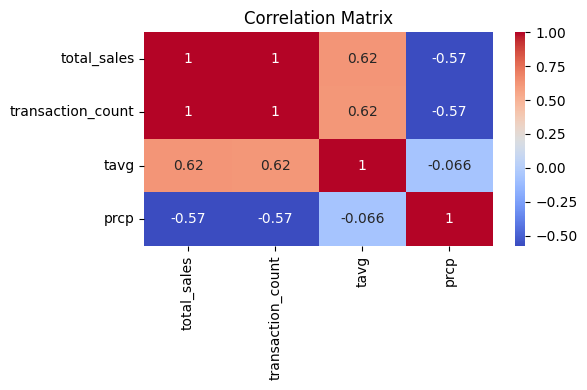 Correlation Matrix
total_sales 1 1 0.62 -0.57
transaction_count 1 1 0.62 -0.57
tavg 0.62 0.62 1 -0.066
prcp -0.57 -0.57 -0.066 1
total_sales
transaction_count
tavg
prcp
1.00
0.75
0.50
0.25
0.00
−0.25
−0.50